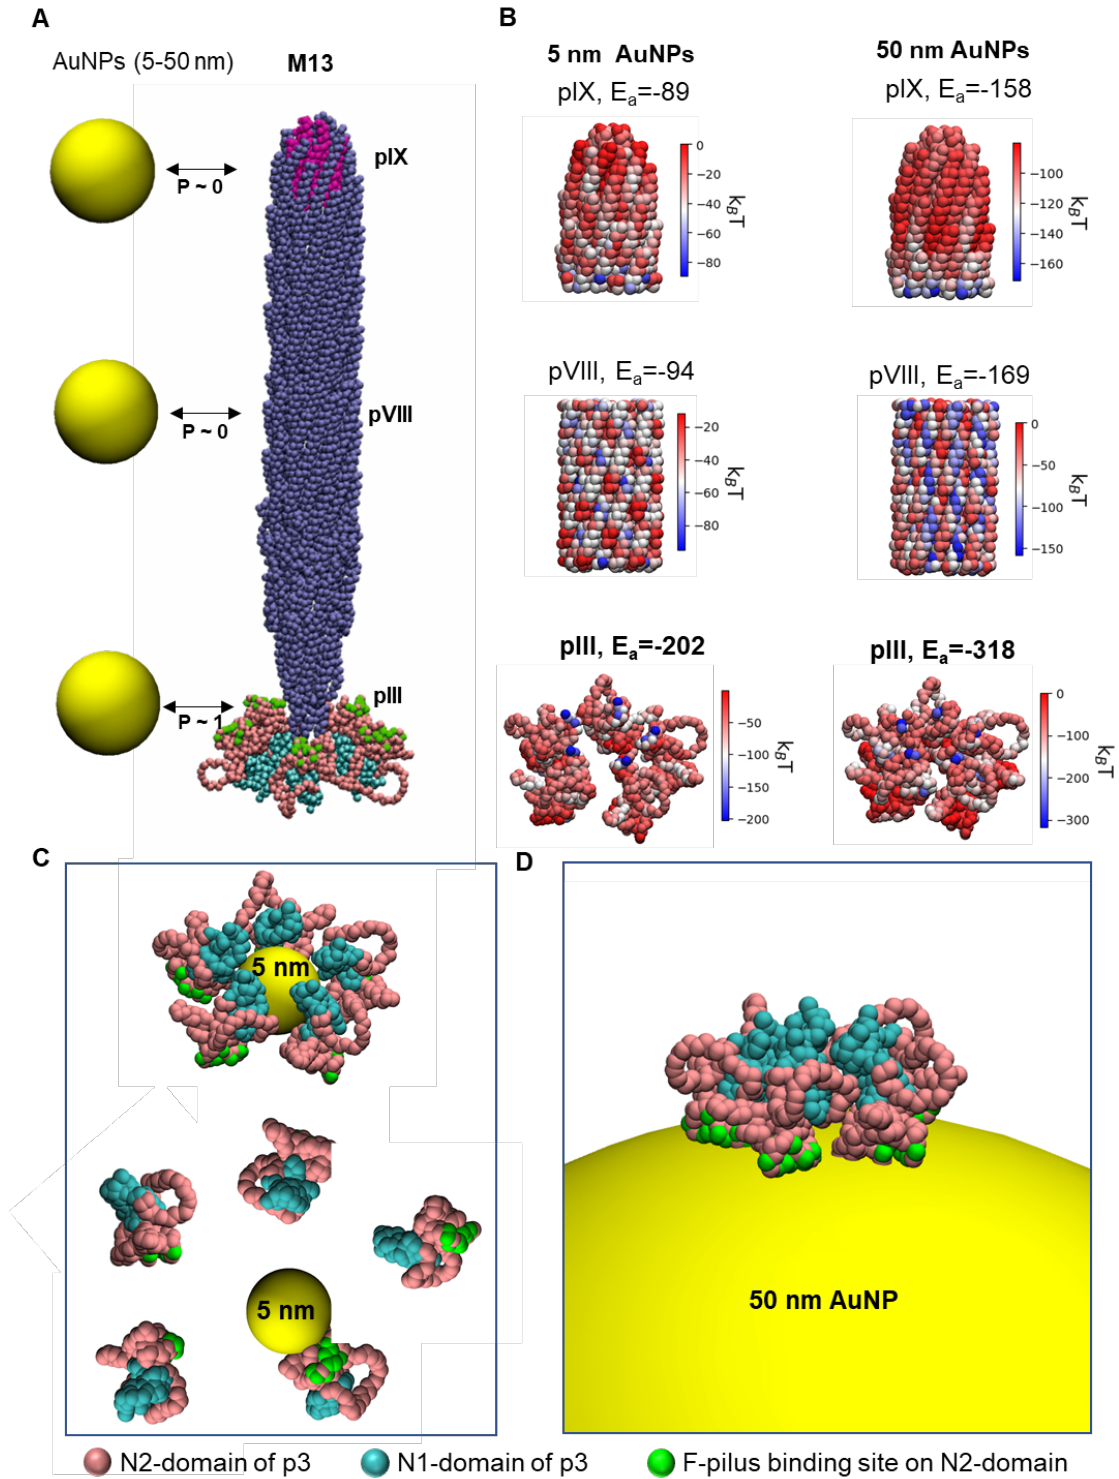 A
AuNPs (5-50 nm)
M13
pIX
P ~ 0
pVIII
P ~ 0
pIII
P ~ 1
B
5 nm AuNPs
50 nm AuNPs
pIX, Ea=-89
pIX, Ea=-158
0
−20
−40
−60
−80
kBT
−100
−120
−140
−160
kBT
pVIII, Ea=-94
pVIII, Ea=-169
−20
−40
−60
−80
kBT
0
−50
−100
−150
kBT
pIII, Ea=-202
pIII, Ea=-318
−50
−100
−150
−200
kBT
0
−100
−200
−300
kBT
C
5 nm
5 nm
D
50 nm AuNP
N2-domain of p3
N1-domain of p3
F-pilus binding site on N2-domain